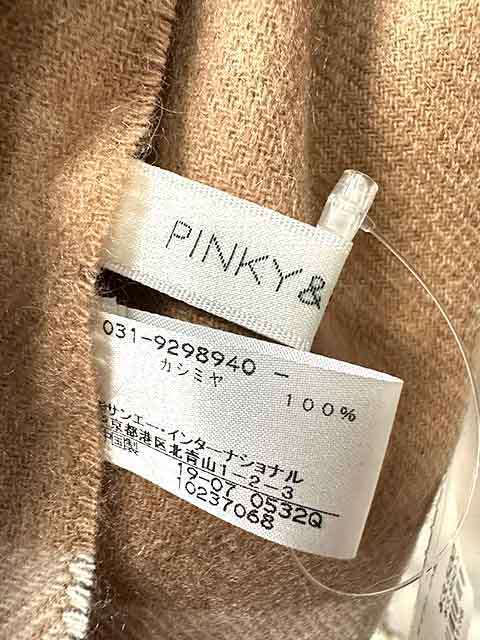 PINKY&
031-9298940 -
カシミヤ
100%
サンエー・インターナショナル
京都港区北青山1-2-3
国製
19-07 0532Q
10237068